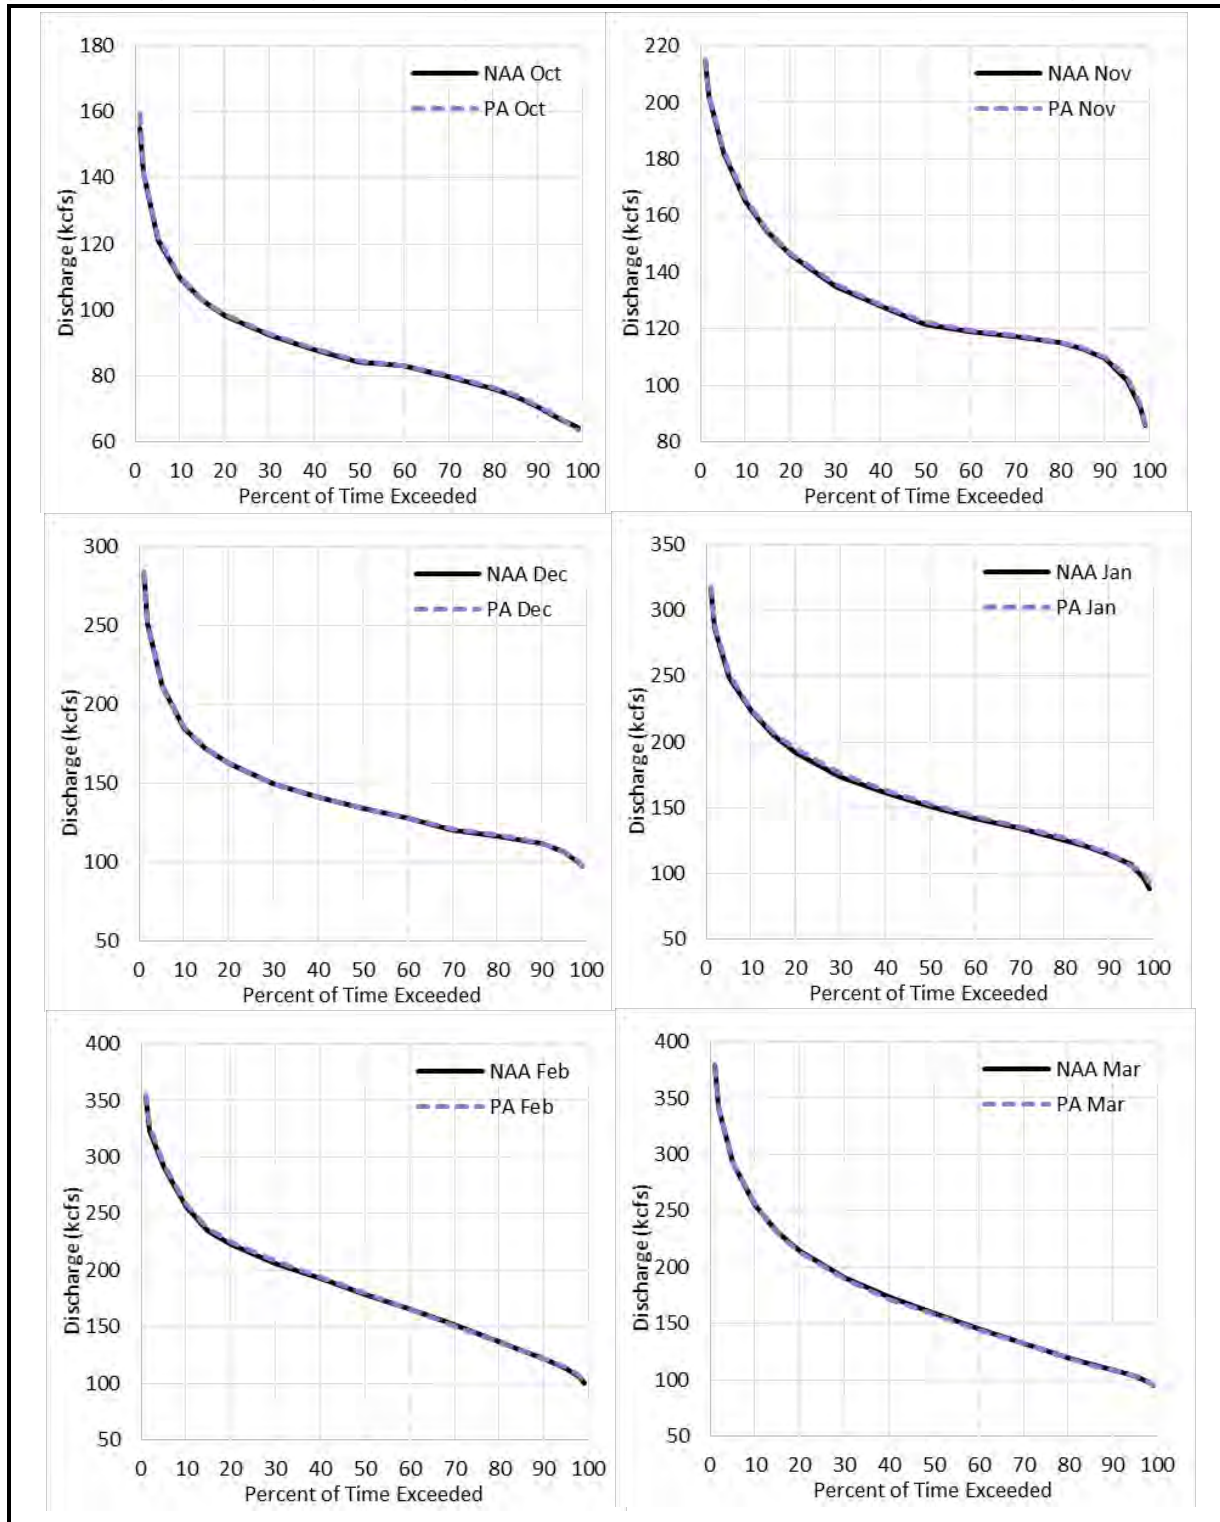 180
160
140
120
100
80
60
Discharge (kcfs)
NAA Oct
PA Oct
0 10 20 30 40 50 60 70 80 90 100
Percent of Time Exceeded
220
200
180
160
140
120
100
80
Discharge (kcfs)
NAA Nov
PA Nov
0 10 20 30 40 50 60 70 80 90 100
Percent of Time Exceeded
300
250
200
150
100
50
Discharge (kcfs)
NAA Dec
PA Dec
0 10 20 30 40 50 60 70 80 90 100
Percent of Time Exceeded
350
300
250
200
150
100
50
Discharge (kcfs)
NAA Jan
PA Jan
0 10 20 30 40 50 60 70 80 90 100
Percent of Time Exceeded
400
350
300
250
200
150
100
50
Discharge (kcfs)
NAA Feb
PA Feb
0 10 20 30 40 50 60 70 80 90 100
Percent of Time Exceeded
400
350
300
250
200
150
100
50
Discharge (kcfs)
NAA Mar
PA Mar
0 10 20 30 40 50 60 70 80 90 100
Percent of Time Exceeded